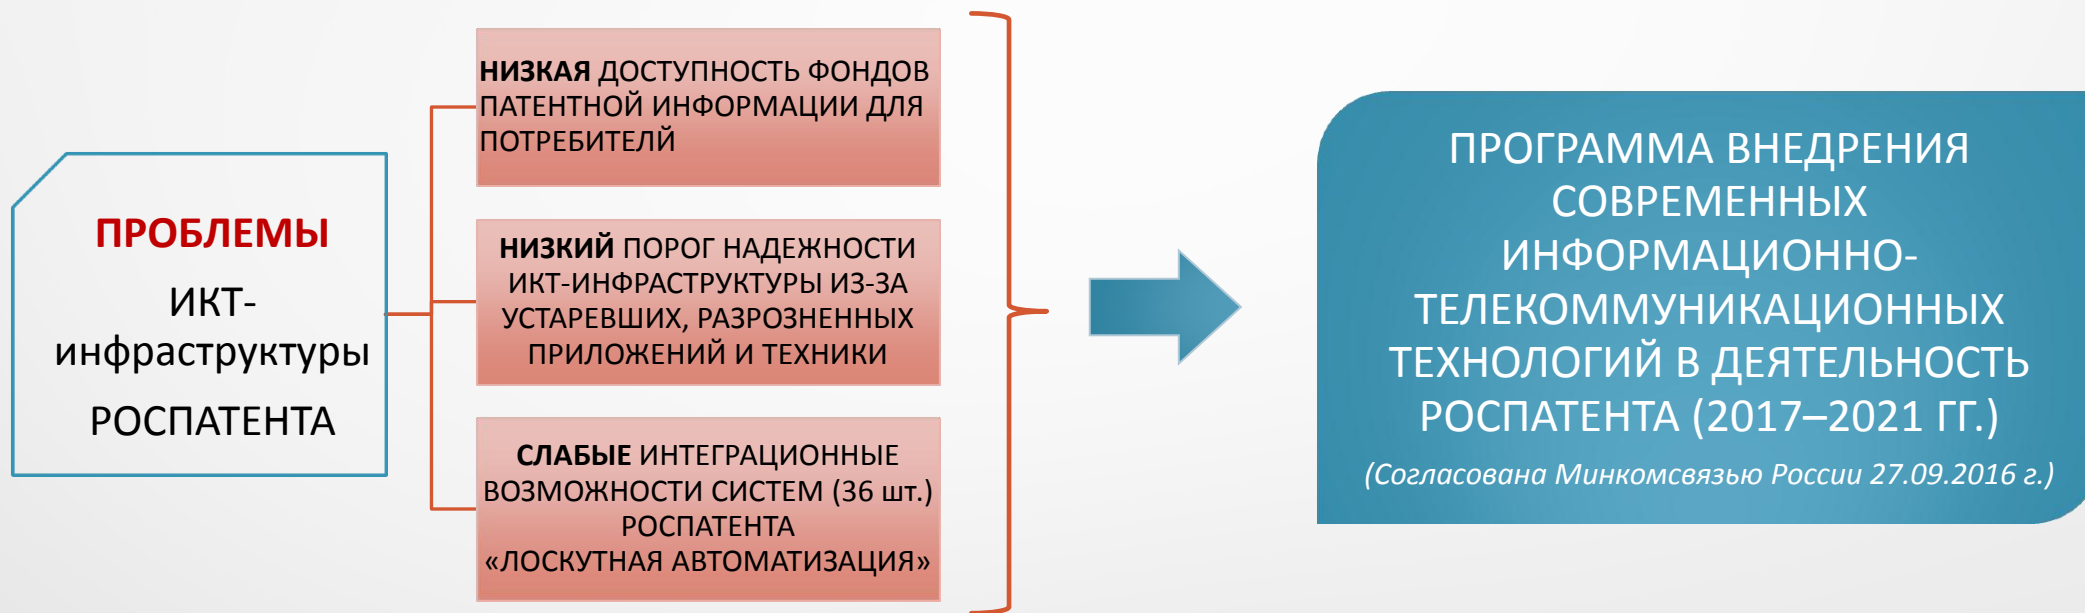 ПРОБЛЕМЫ
ИКТ-
инфраструктуры
РОСПАТЕНТА
НИЗКАЯ ДОСТУПНОСТЬ ФОНДОВ
ПАТЕНТНОЙ ИНФОРМАЦИИ ДЛЯ
ПОТРЕБИТЕЛЙ
НИЗКИЙ ПОРОГ НАДЕЖНОСТИ
ИКТ-ИНФРАСТРУКТУРЫ ИЗ-ЗА
УСТАРЕВШИХ, РАЗРОЗНЕННЫХ
ПРИЛОЖЕНИЙ И ТЕХНИКИ
СЛАБЫЕ ИНТЕГРАЦИОННЫЕ
ВОЗМОЖНОСТИ СИСТЕМ (36 шт.)
РОСПАТЕНТА
«ЛОСКУТНАЯ АВТОМАТИЗАЦИЯ»
ПРОГРАММА ВНЕДРЕНИЯ
СОВРЕМЕННЫХ
ИНФОРМАЦИОННО-
ТЕЛЕКОММУНИКАЦИОННЫХ
ТЕХНОЛОГИЙ В ДЕЯТЕЛЬНОСТЬ
РОСПАТЕНТА (2017–2021 ГГ.)
(Согласована Минкомсвязью России 27.09.2016 г.)